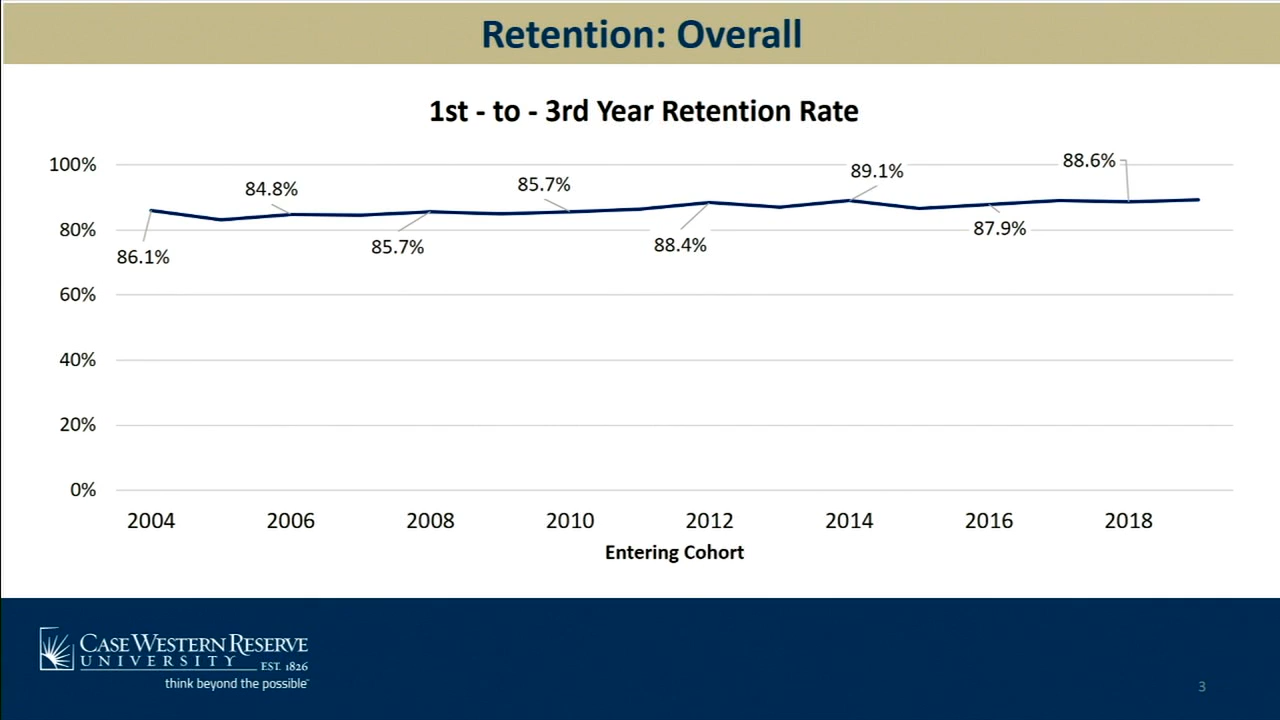 Retention: Overall
1st - to - 3rd Year Retention Rate
100%
80%
60%
40%
20%
0%
86.1%
84.8%
85.7%
85.7%
88.4%
89.1%
87.9%
88.6%
2004 2006 2008 2010 2012 2014 2016 2018
Entering Cohort
CASE WESTERN RESERVE
UNIVERSITY EST. 1826
think beyond the possible™
3